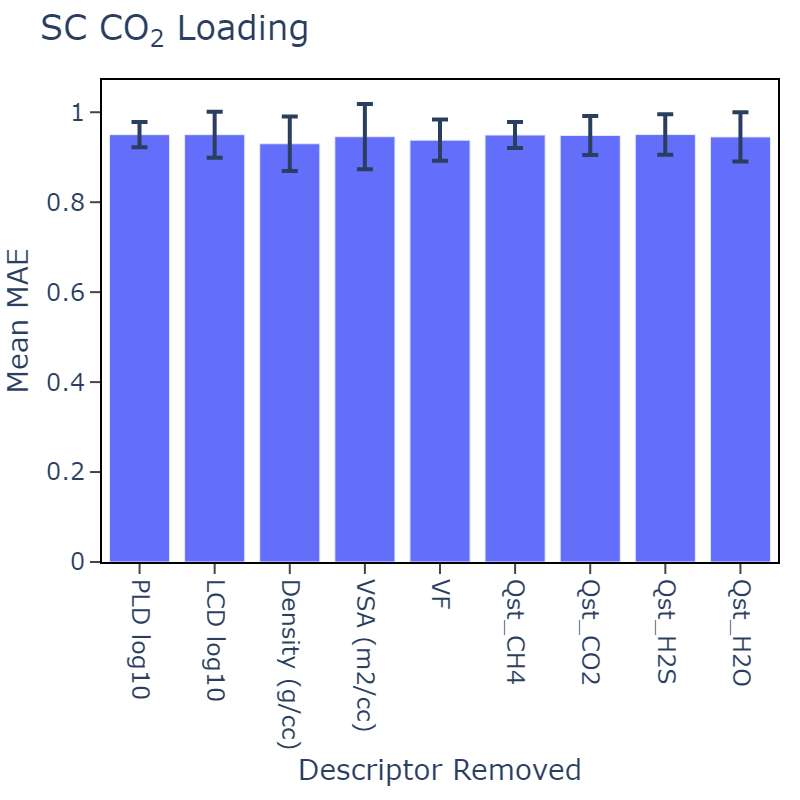 SC CO₂ Loading
Mean MAE
1
0.8
0.6
0.4
0.2
0
PLD log10
LCD log10
Density (g/cc)
VSA (m2/cc)
VF
Qst_CH4
Qst_CO2
Qst_H2S
Qst_H2O
Descriptor Removed